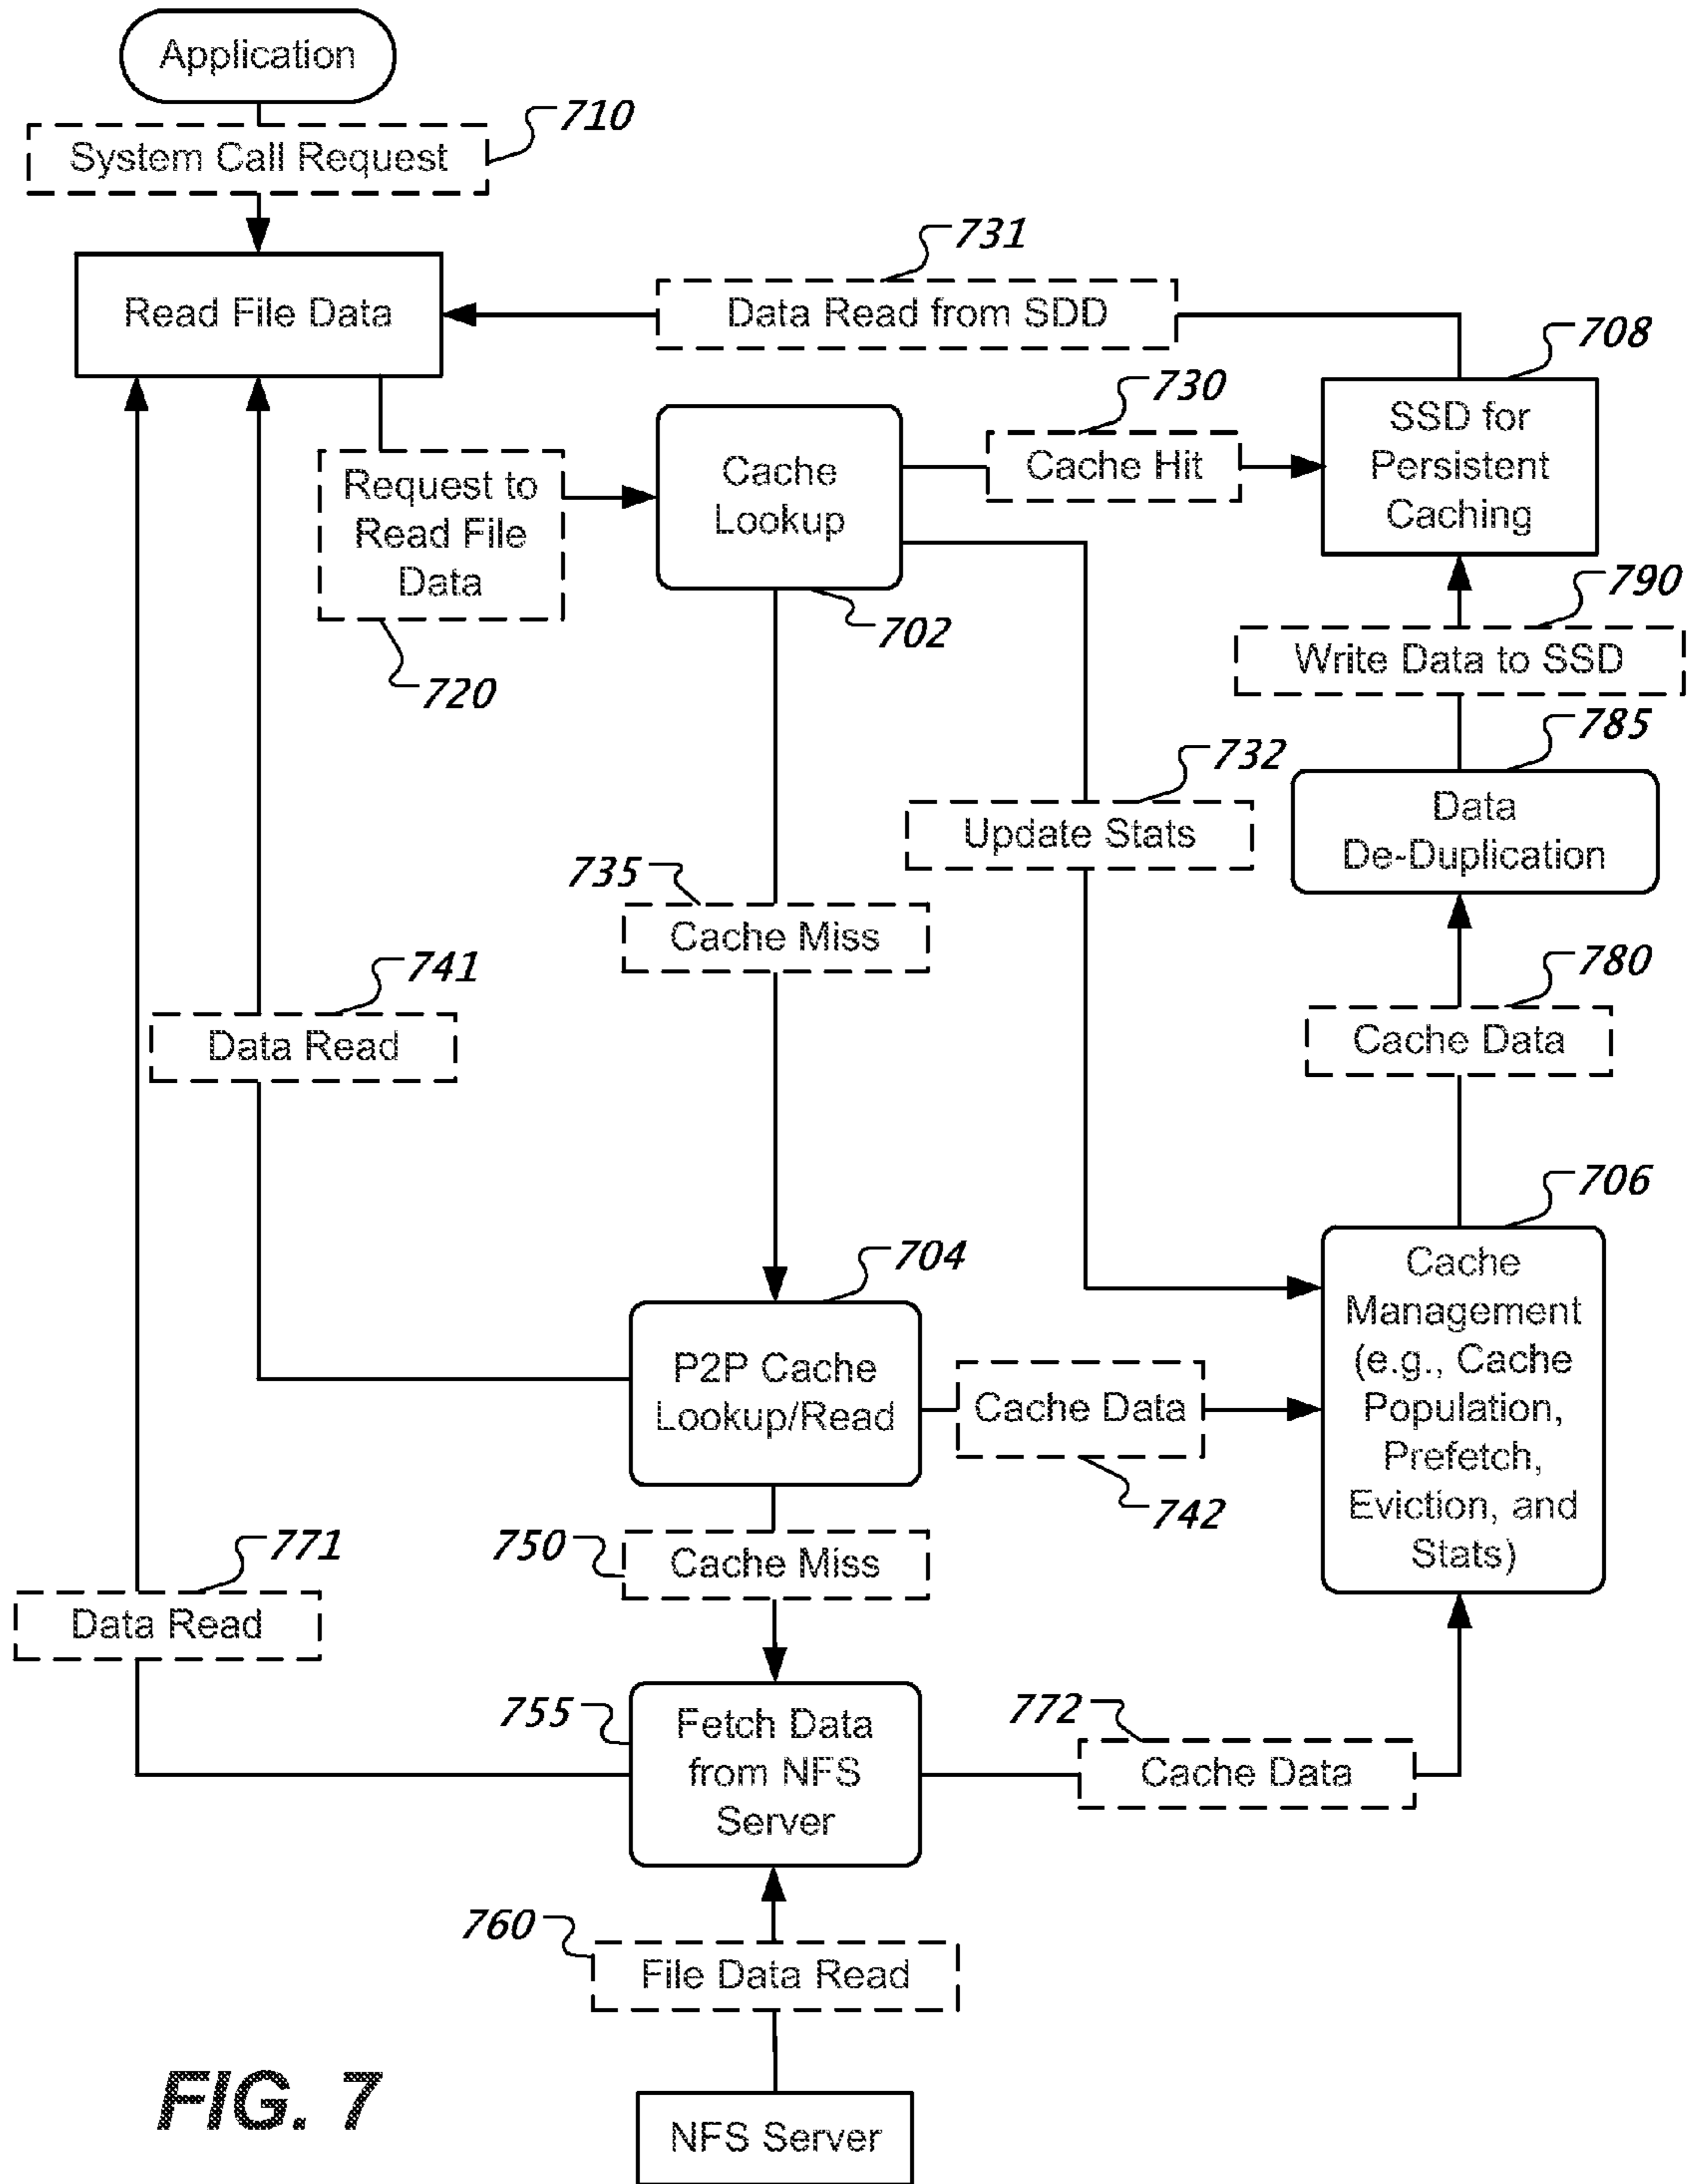 Application
710
System Call Request
731
Data Read from SDD
Read File Data
708
730
SSD for
Persistent
Caching
Cache
Lookup
Cache Hit
Request to
Read File
Data
702
720
790
Write Data to SSD
785
732
Data
De-Duplication
Update Stats
735
Cache Miss
741
780
Data Read
Cache Data
706
704
Cache
Management
(e.g., Cache
Population,
Prefetch,
Eviction, and
Stats)
P2P Cache
Lookup/Read
Cache Data
742
750
Cache Miss
771
Data Read
755
Fetch Data
from NFS
Server
772
Cache Data
760
File Data Read
FIG. 7
NFS Server